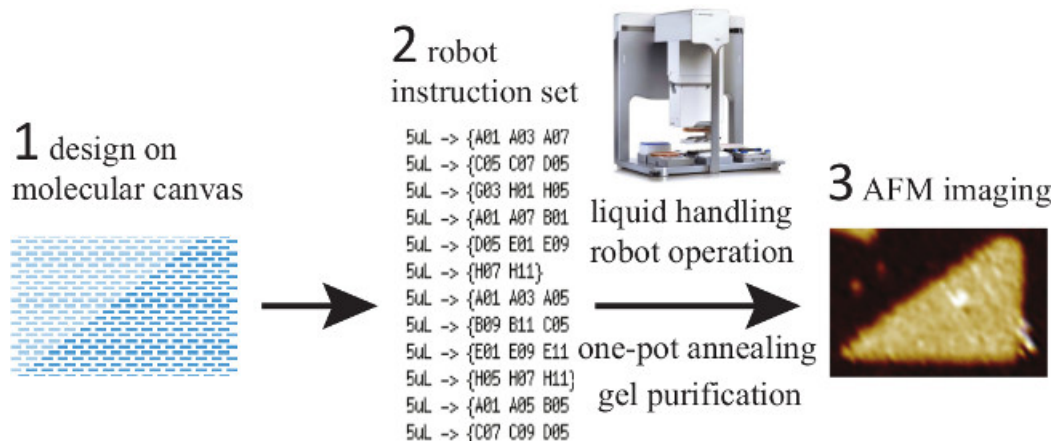 1 design on
molecular canvas
2 robot
instruction set
5uL -> {A01 A03 A07
5uL -> {C05 C07 D05
5uL -> {G03 H01 H05
5uL -> {A01 A07 B01
5uL -> {D05 E01 E09
5uL -> {H07 H11}
5uL -> {A01 A03 A05
5uL -> {B09 B11 C05
5uL -> {E01 E09 E11
5uL -> {H05 H07 H11}
5uL -> {A01 A05 B05
5uL -> {C07 C09 D05
liquid handling
robot operation
one-pot annealing
gel purification
3 AFM imaging